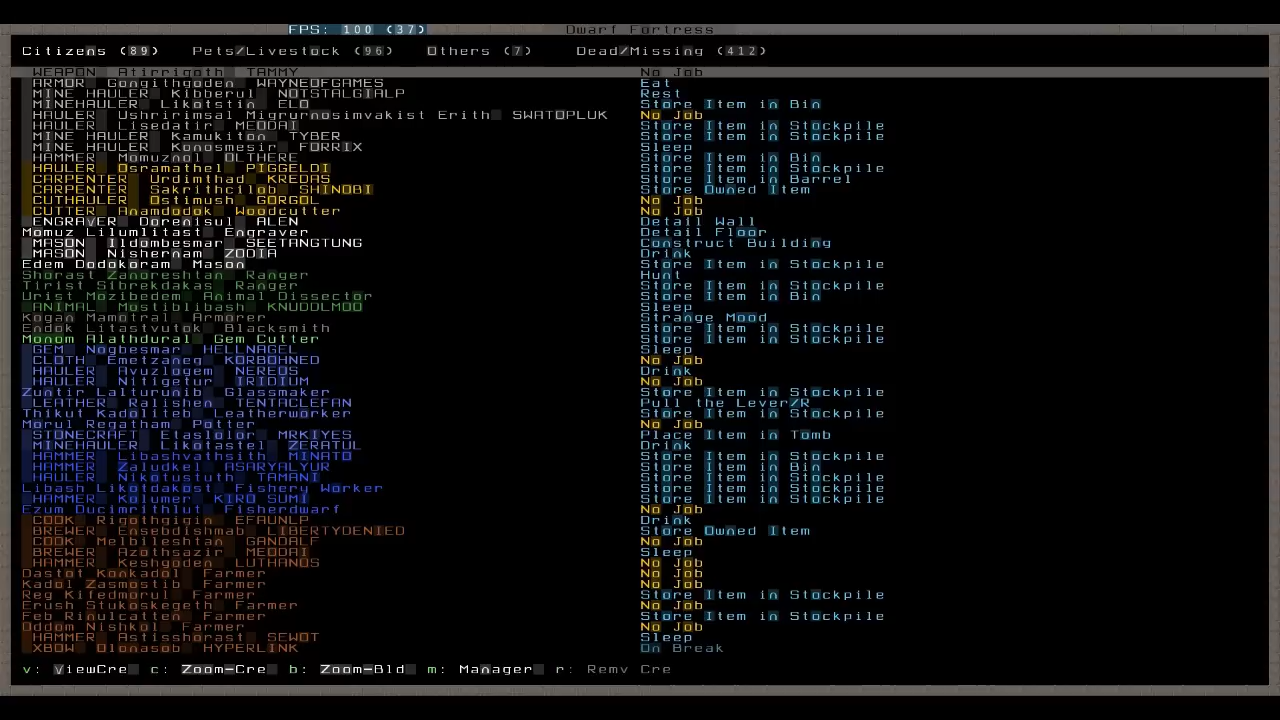 FPS: 100 (37) Dwarf Fortress
Citizens (89) Pets/Livestock (96) Others (7) Dead/Missing (412)
WEAPON Atirrigoth TAMMY No Job
ARMOR Gongithgoden WAYNEOFGAMES Eat
MINE HAULER Kibberul NOTSTALGIALP Rest
MINEHAULER Likotstin ELO Store Item in Bin
HAULER Ushririmsal Migrurnosimvakist Erith SWATOPLUK No Job
HAULER Lisedatir MEODAI Store Item in Stockpile
MINE HAULER Kamukiton TYBER Store Item in Stockpile
MINE HAULER Konosmesir FORRIX Sleep
HAMMER Momuznol OLTHERE Store Item in Bin
HAULER Osramathel PIGGELDI Store Item in Stockpile
CARPENTER Urdimthad KREDAS Store Item in Barrel
CARPENTER Sakrithcilob SHINOBI Store Owned Item
CUTHAULER Ostimush GORGOL No Job
CUTTER Anamdodok Woodcutter No Job
ENGRAVER Dorenisul ALEN Detail Wall
Momuz Lilumlitast Engraver Detail Floor
MASON Ildombesmar SEETANGTUNG Construct Building
MASON Nishernam ZODIA Drink
Edem Dodokoram Mason Store Item in Stockpile
Shorast Zanoreshtan Ranger Hunt
Tirist Sibrekdakas Ranger Store Item in Stockpile
Urist Mozibedem Animal Dissector Store Item in Bin
ANIMAL Mostiblibash KNUDDLMOO Sleep
Kogan Mamotral Armorer Strange Mood
Endok Litastvutok Blacksmith Store Item in Stockpile
Monom Alathdural Gem Cutter Store Item in Stockpile
GEM Nogbesmar HELLNAGEL Sleep
CLOTH Emetzaneg KORBOHNED No Job
HAULER Avuzlogem NEREOS Drink
HAULER Nitigetur IRIDIUM No Job
Zuntir Lalturunib Glassmaker Store Item in Stockpile
LEATHER Ralishen TENTACLEFAN Pull the Lever/R
Thikut Kadoliteb Leatherworker Store Item in Stockpile
Morul Regatham Potter No Job
STONECRAFT Etaslolor MRKIYES Place Item in Tomb
MINEHAULER Likotastel ZERATUL Drink
HAMMER Libashvathsith MINATO Store Item in Stockpile
HAMMER Zaludkel ASARYALYUR Store Item in Bin
HAULER Nikotustuth TAMANI Store Item in Stockpile
Libash Likotdakost Fishery Worker Store Item in Stockpile
HAMMER Kolumer KIRO SUMI Store Item in Stockpile
Ezum Ducimrithlut Fisherdwarf No Job
COOK Rigothgigin EFAUNLP Drink
BREWER Ensebdishmab LIBERTYDENIED Store Owned Item
COOK Melbileshtan GANDALF No Job
BREWER Azothsazir MEODAI Sleep
HAMMER Keshgoden LUTHANOS No Job
Dastot Konkadol Farmer No Job
Kadol Zasmostib Farmer No Job
Reg Kifedmorul Farmer Store Item in Stockpile
Erush Stukoskegeth Farmer No Job
Feb Rinulcatten Farmer Store Item in Stockpile
Oddom Nishkol Farmer No Job
HAMMER Astisshorast SEWOT Sleep
XBOW Olonasob HYPERLINK On Break
v: ViewCre c: Zoom-Cre b: Zoom-Bld m: Manager r: Remv Cre